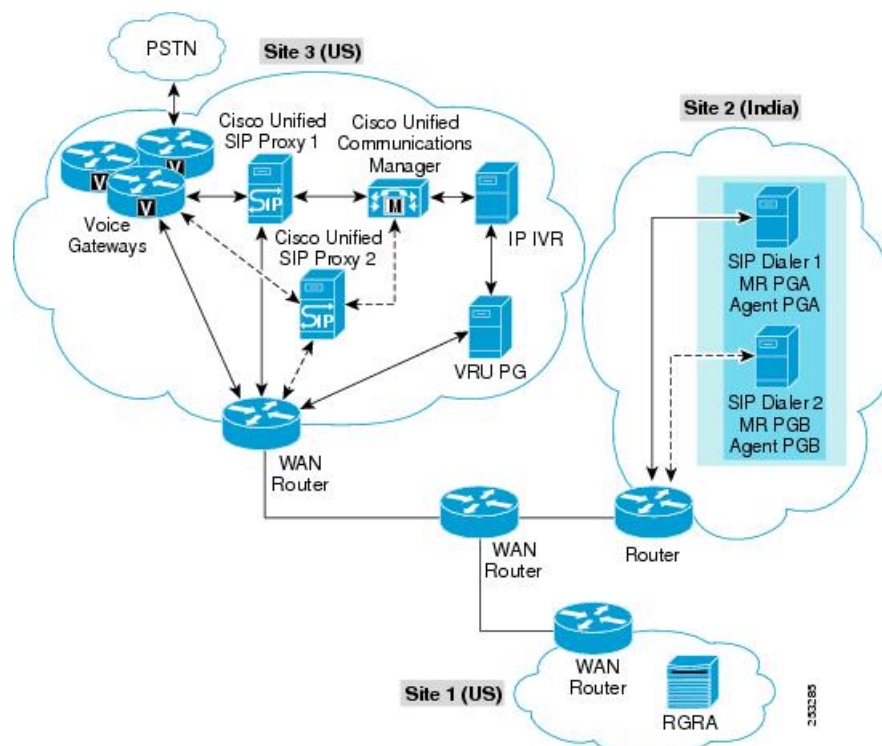 PSTN
Site 3 (US)
Cisco Unified
SIP Proxy 1
Cisco Unified
Communications
Manager
Site 2 (India)
V
V
V
SIP
M
Voice
Gateways
Cisco Unified
SIP Proxy 2
IP IVR
SIP
SIP Dialer 1
MR PGA
Agent PGA
VRU PG
SIP Dialer 2
MR PGB
Agent PGB
WAN
Router
WAN
Router
Router
WAN
Router
Site 1 (US)
RGRA
253285